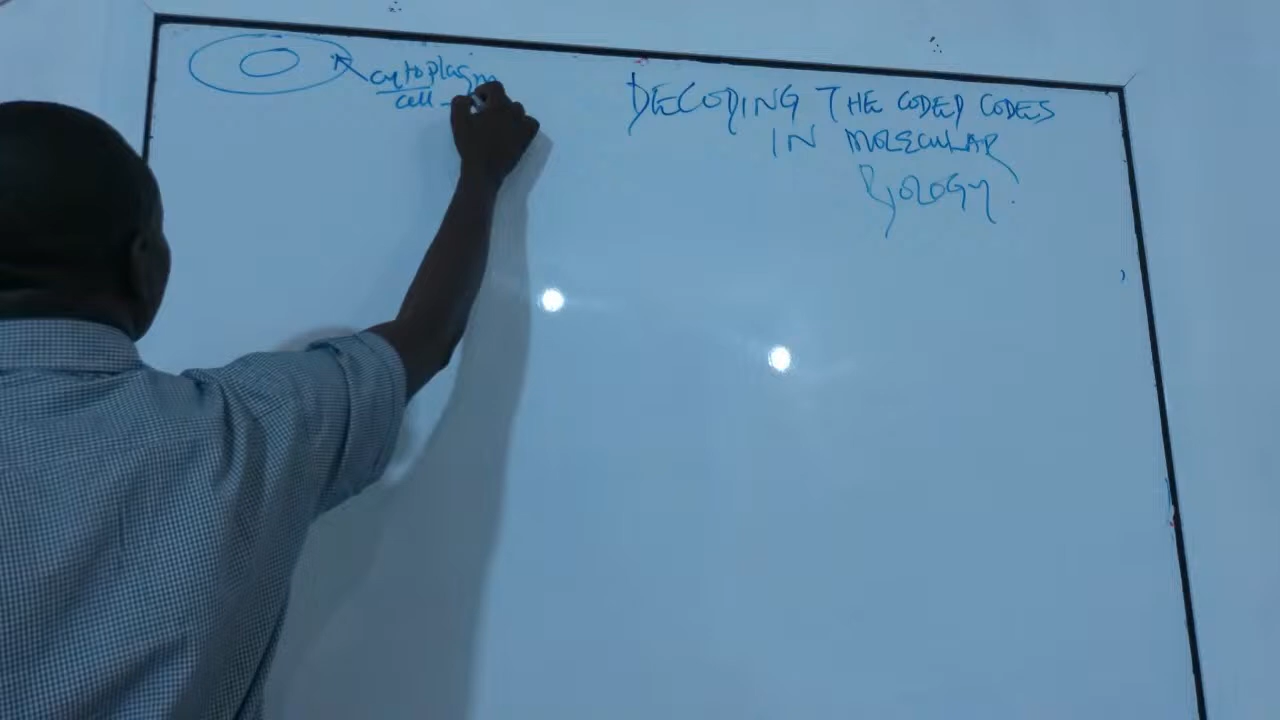 cytoplasm
cell
DECODING THE CODED CODES
IN MOLECULAR
BIOLOGY.